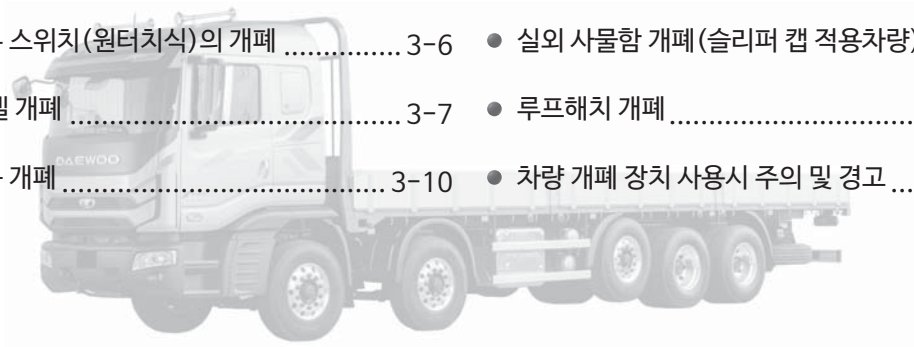 스위치(원터치식)의 개폐 ............... 3-6
개폐 ............... 3-7
개폐 ............... 3-10
● 실외 사물함 개폐(슬리퍼 캡 적용차량)
● 루프해치 개폐 ...............
● 차량 개폐 장치 사용시 주의 및 경고 ....
DAEWOO